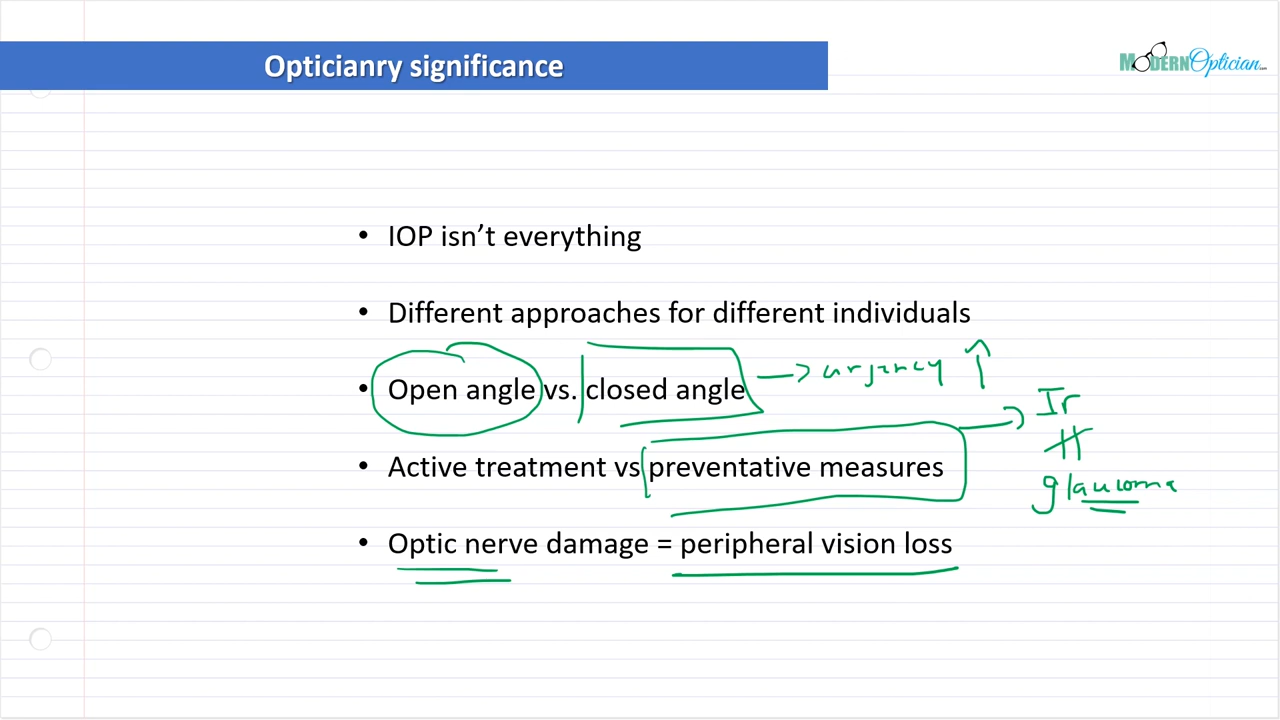 Opticianry significance
MODERNOptician.com
• IOP isn't everything
• Different approaches for different individuals
• Open angle vs. closed angle → urgency ↑
• Active treatment vs preventative measures →
glaucoma
• Optic nerve damage = peripheral vision loss